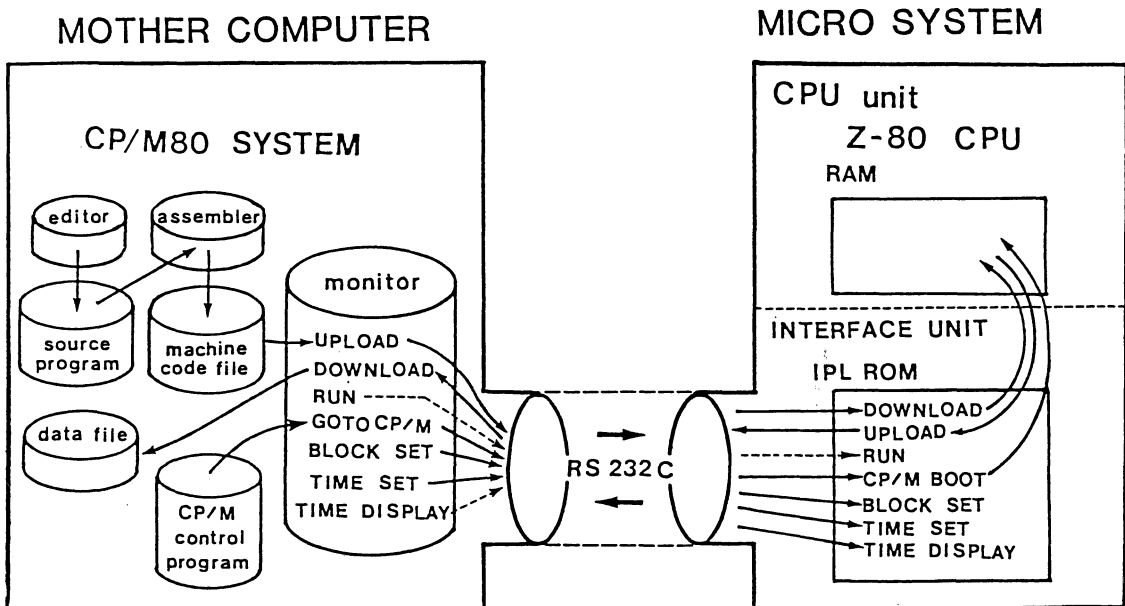 MOTHER COMPUTER
CP/M80 SYSTEM
editor
assembler
source
program
machine
code file
data file
CP/M
control
program
monitor
UPLOAD
DOWNLOAD
RUN
GOTO CP/M
BLOCK SET
TIME SET
TIME DISPLAY
RS 232 C
MICRO SYSTEM
CPU unit
Z-80 CPU
RAM
INTERFACE UNIT
IPL ROM
DOWNLOAD
UPLOAD
RUN
CP/M BOOT
BLOCK SET
TIME SET
TIME DISPLAY